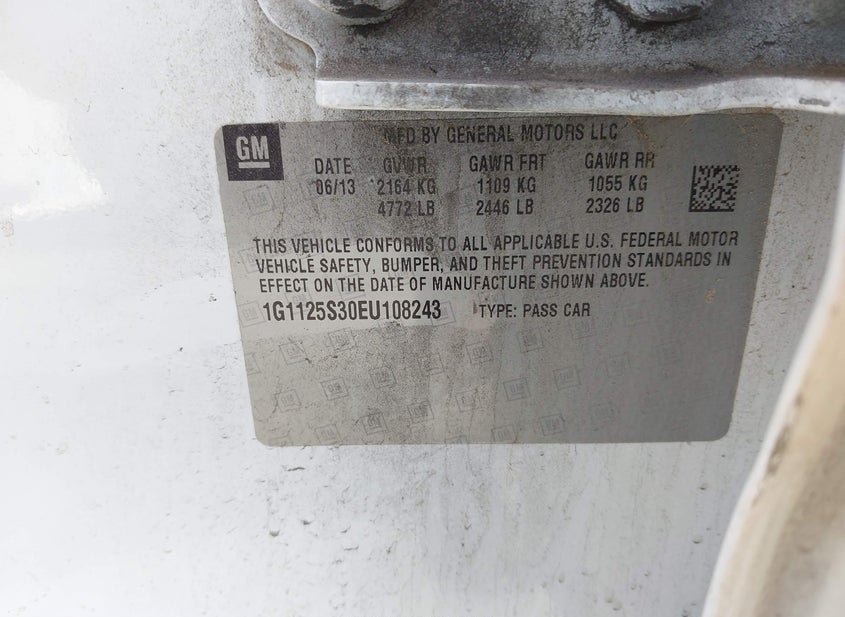 GM
MFD BY GENERAL MOTORS LLC
DATE GVWR GAWR FRT GAWR RR
06/13 2164 KG 1109 KG 1055 KG
4772 LB 2446 LB 2326 LB
THIS VEHICLE CONFORMS TO ALL APPLICABLE U.S. FEDERAL MOTOR
VEHICLE SAFETY, BUMPER, AND THEFT PREVENTION STANDARDS IN
EFFECT ON THE DATE OF MANUFACTURE SHOWN ABOVE.
1G1125S30EU108243 TYPE: PASS CAR